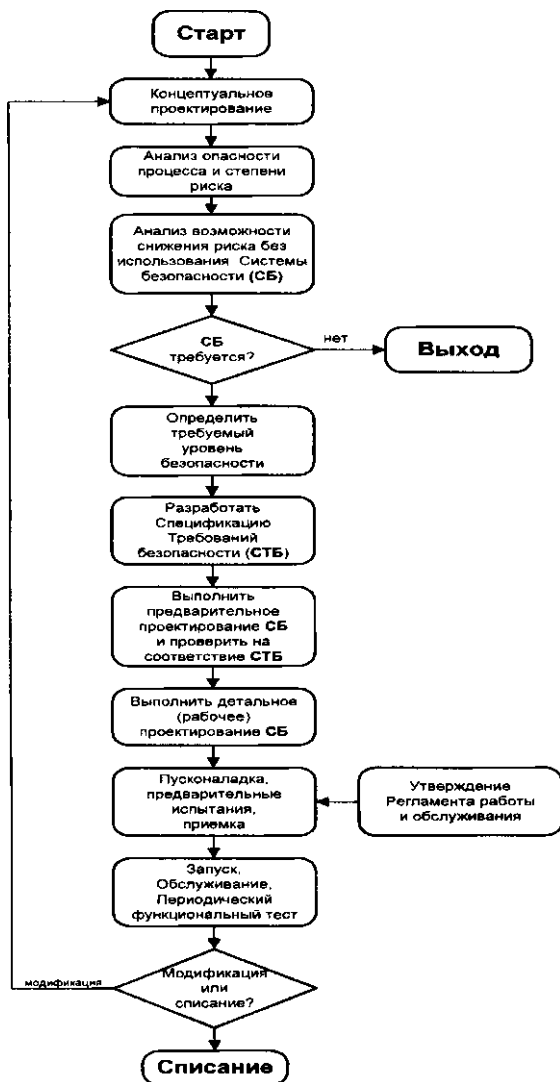 Старт
Концептуальное
проектирование
Анализ опасности
процесса и степени
риска
Анализ возможности
снижения риска без
использования Системы
безопасности (СБ)
СБ
требуется?
нет
Выход
Определить
требуемый
уровень
безопасности
Разработать
Спецификацию
Требований
безопасности (СТБ)
Выполнить
предварительное
проектирование СБ
и проверить на
соответствие СТБ
Выполнить детальное
(рабочее)
проектирование СБ
Пусконаладка,
предварительные
испытания,
приемка
Утверждение
Регламента работы
и обслуживания
Запуск,
Обслуживание,
Периодический
функциональный тест
модификация
Модификация
или
списание?
Списание